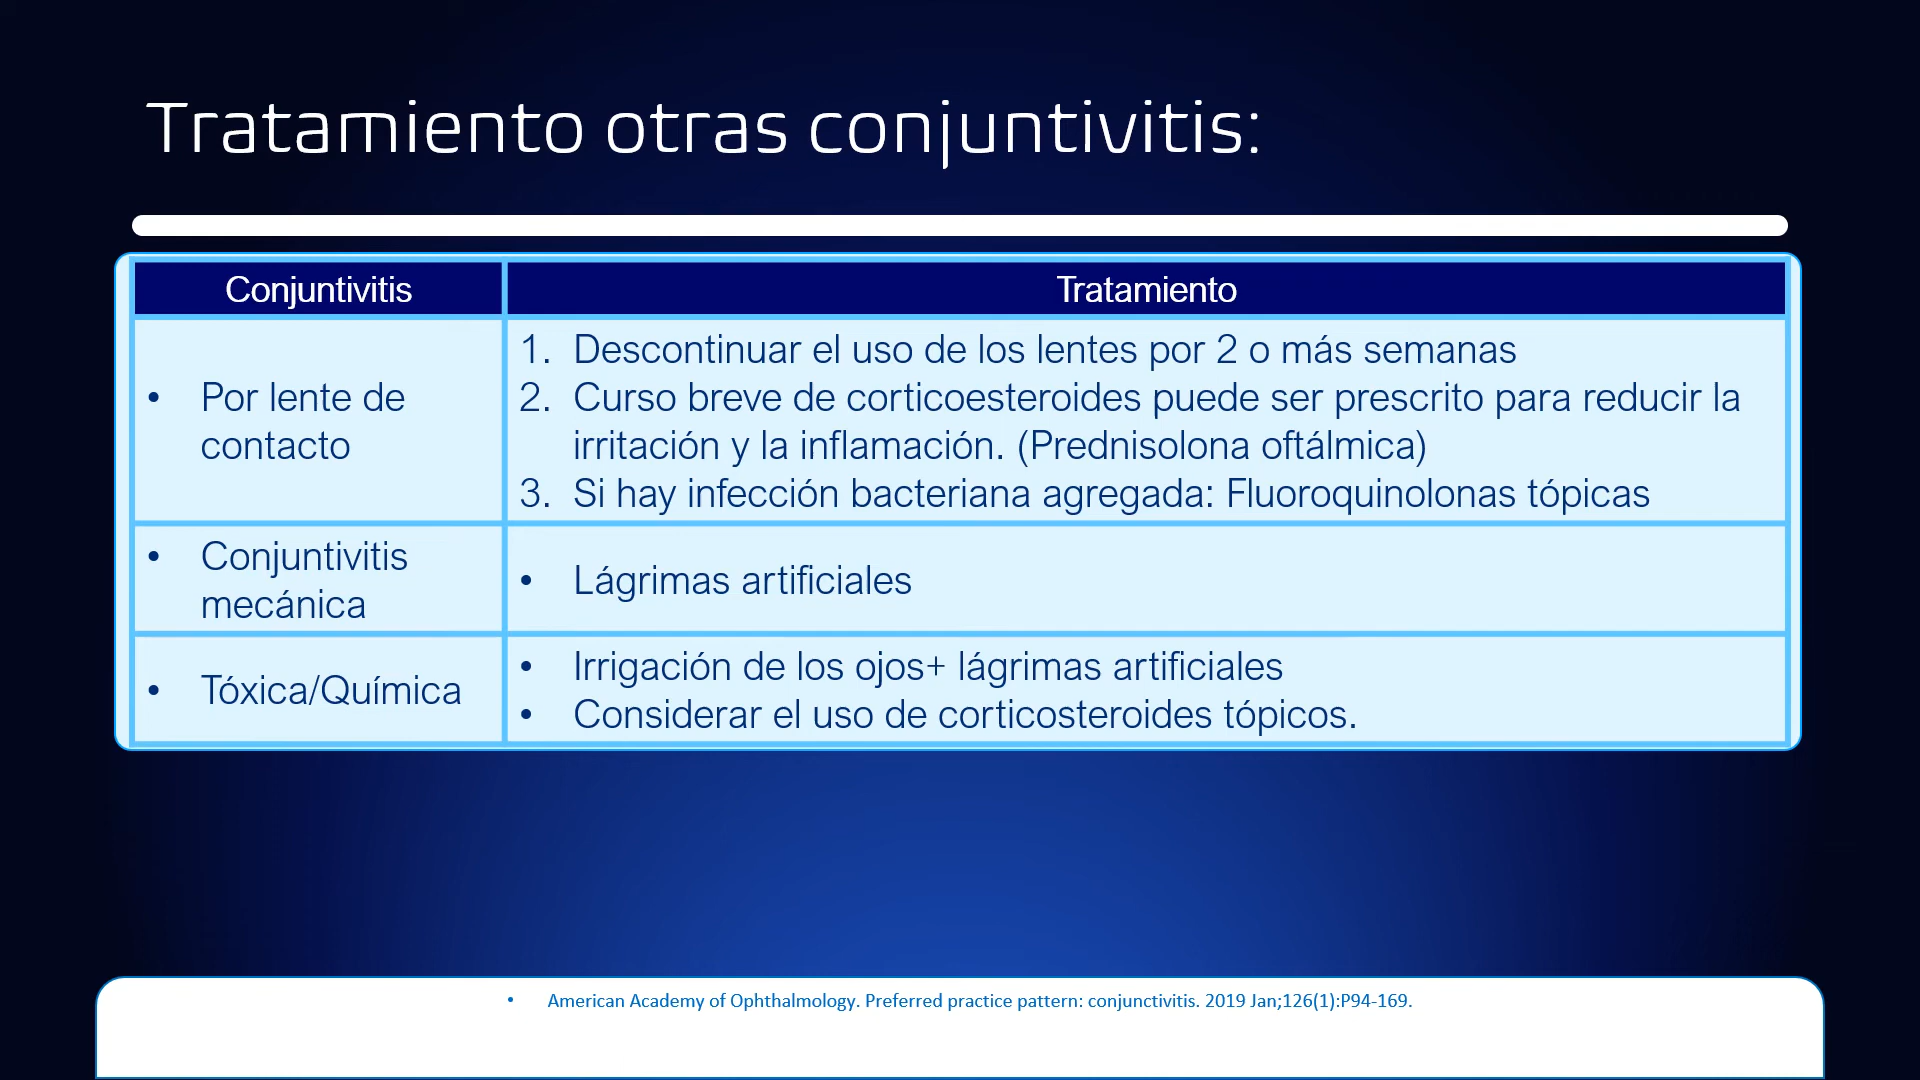 Tratamiento otras conjuntivitis:
Conjuntivitis
Tratamiento
• Por lente de
contacto
1. Descontinuar el uso de los lentes por 2 o más semanas
2. Curso breve de corticoesteroides puede ser prescrito para reducir la
irritación y la inflamación. (Prednisolona oftálmica)
3. Si hay infección bacteriana agregada: Fluoroquinolonas tópicas
• Conjuntivitis
mecánica
• Lágrimas artificiales
• Tóxica/Química
• Irrigación de los ojos+ lágrimas artificiales
• Considerar el uso de corticosteroides tópicos.
• American Academy of Ophthalmology. Preferred practice pattern: conjunctivitis. 2019 Jan;126(1):P94-169.